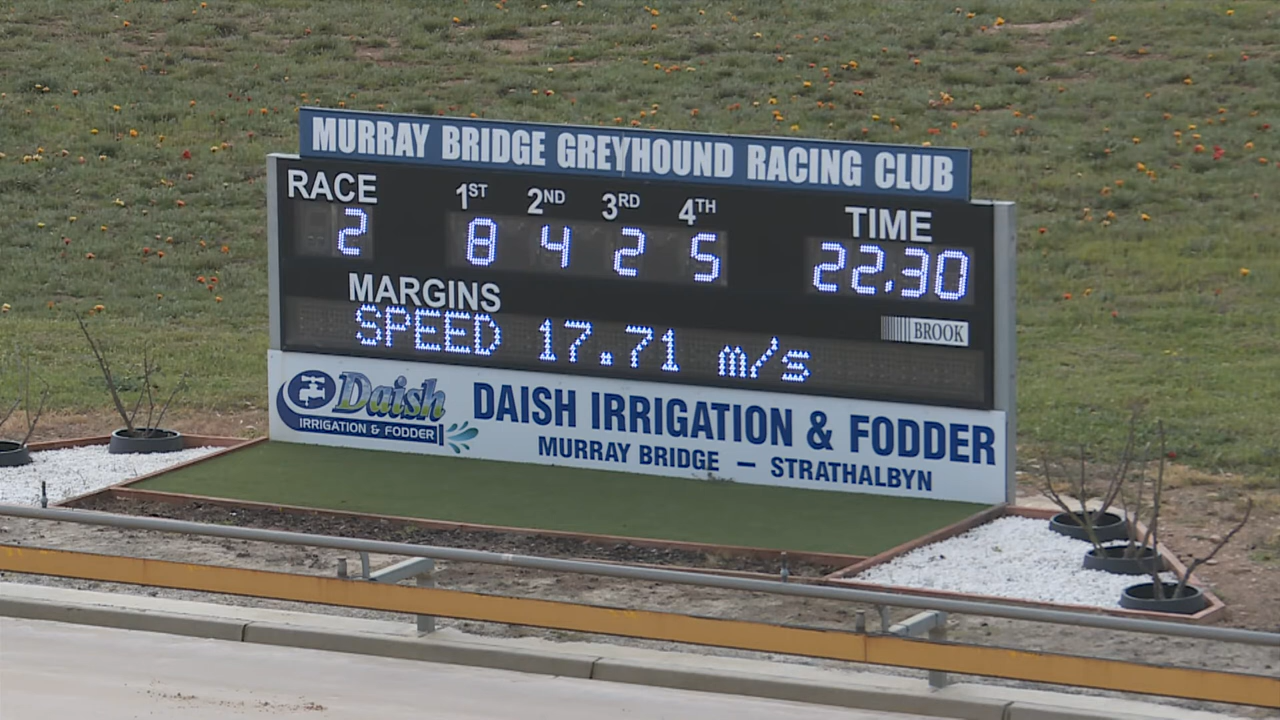 MURRAY BRIDGE GREYHOUND RACING CLUB
RACE 1ST 2ND 3RD 4TH TIME
2 8 4 2 5 22.30
MARGINS
SPEED 17.71 m/s
BROOK
Daish
IRRIGATION & FODDER
DAISH IRRIGATION & FODDER
MURRAY BRIDGE – STRATHALBYN